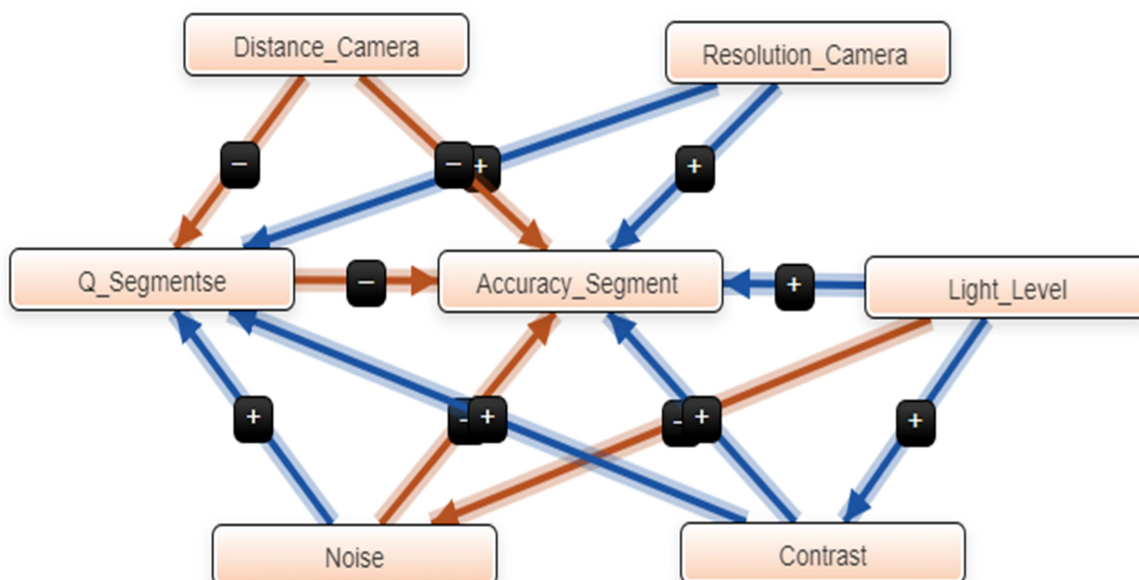 Distance_Camera
Resolution_Camera
−
−
+
+
Q_Segmentse
−
Accuracy_Segment
+
Light_Level
+
-
+
-
+
+
Noise
Contrast